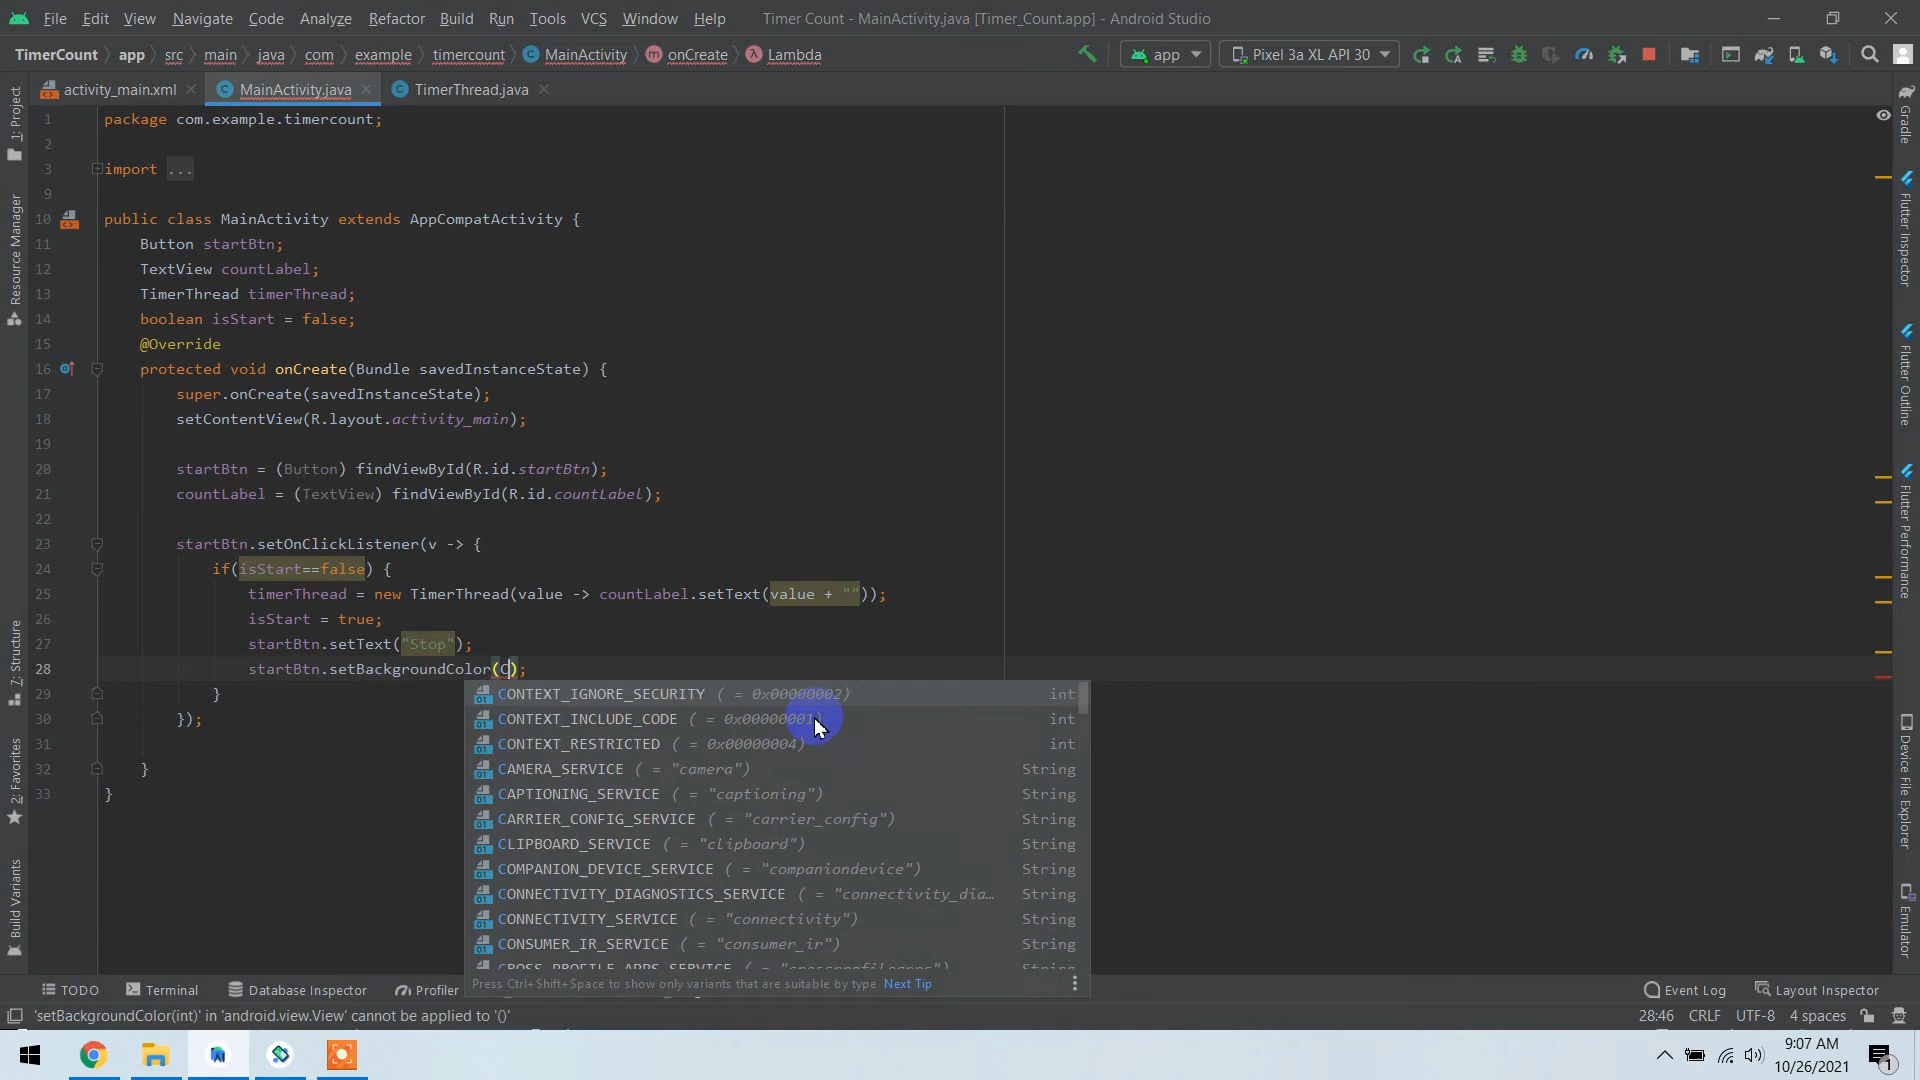 File Edit View Navigate Code Analyze Refactor Build Run Tools VCS Window Help Timer Count - MainActivity.java [Timer_Count.app] - Android Studio
TimerCount app src main java com example timercount MainActivity onCreate Lambda app Pixel 3a XL API 30
activity_main.xml MainActivity.java TimerThread.java
1 package com.example.timercount;
2
3 import ...
9
10 public class MainActivity extends AppCompatActivity {
11 Button startBtn;
12 TextView countLabel;
13 TimerThread timerThread;
14 boolean isStart = false;
15 @Override
16 protected void onCreate(Bundle savedInstanceState) {
17 super.onCreate(savedInstanceState);
18 setContentView(R.layout.activity_main);
19
20 startBtn = (Button) findViewById(R.id.startBtn);
21 countLabel = (TextView) findViewById(R.id.countLabel);
22
23 startBtn.setOnClickListener(v -> {
24 if(isStart==false) {
25 timerThread = new TimerThread(value -> countLabel.setText(value + ""));
26 isStart = true;
27 startBtn.setText("Stop");
28 startBtn.setBackgroundColor(C);
29 }
30 });
31
32 }
33 }
CONTEXT_IGNORE_SECURITY ( = 0x00000002) int
CONTEXT_INCLUDE_CODE ( = 0x00000001) int
CONTEXT_RESTRICTED ( = 0x00000004) int
CAMERA_SERVICE ( = "camera") String
CAPTIONING_SERVICE ( = "captioning") String
CARRIER_CONFIG_SERVICE ( = "carrier_config") String
CLIPBOARD_SERVICE ( = "clipboard") String
COMPANION_DEVICE_SERVICE ( = "companiondevice") String
CONNECTIVITY_DIAGNOSTICS_SERVICE ( = "connectivity_dia... String
CONNECTIVITY_SERVICE ( = "connectivity") String
CONSUMER_IR_SERVICE ( = "consumer_ir") String
CROSS_PROFILE_APPS_SERVICE ( = "crossprofileapps") String
Press Ctrl+Shift+Space to show only variants that are suitable by type Next Tip
1: Project
Resource Manager
7: Structure
2: Favorites
Build Variants
Gradle
Flutter Inspector
Flutter Outline
Flutter Performance
Device File Explorer
Emulator
TODO Terminal Database Inspector Profiler Event Log Layout Inspector
'setBackgroundColor(int)' in 'android.view.View' cannot be applied to '()' 28:46 CRLF UTF-8 4 spaces
9:07 AM
10/26/2021
1